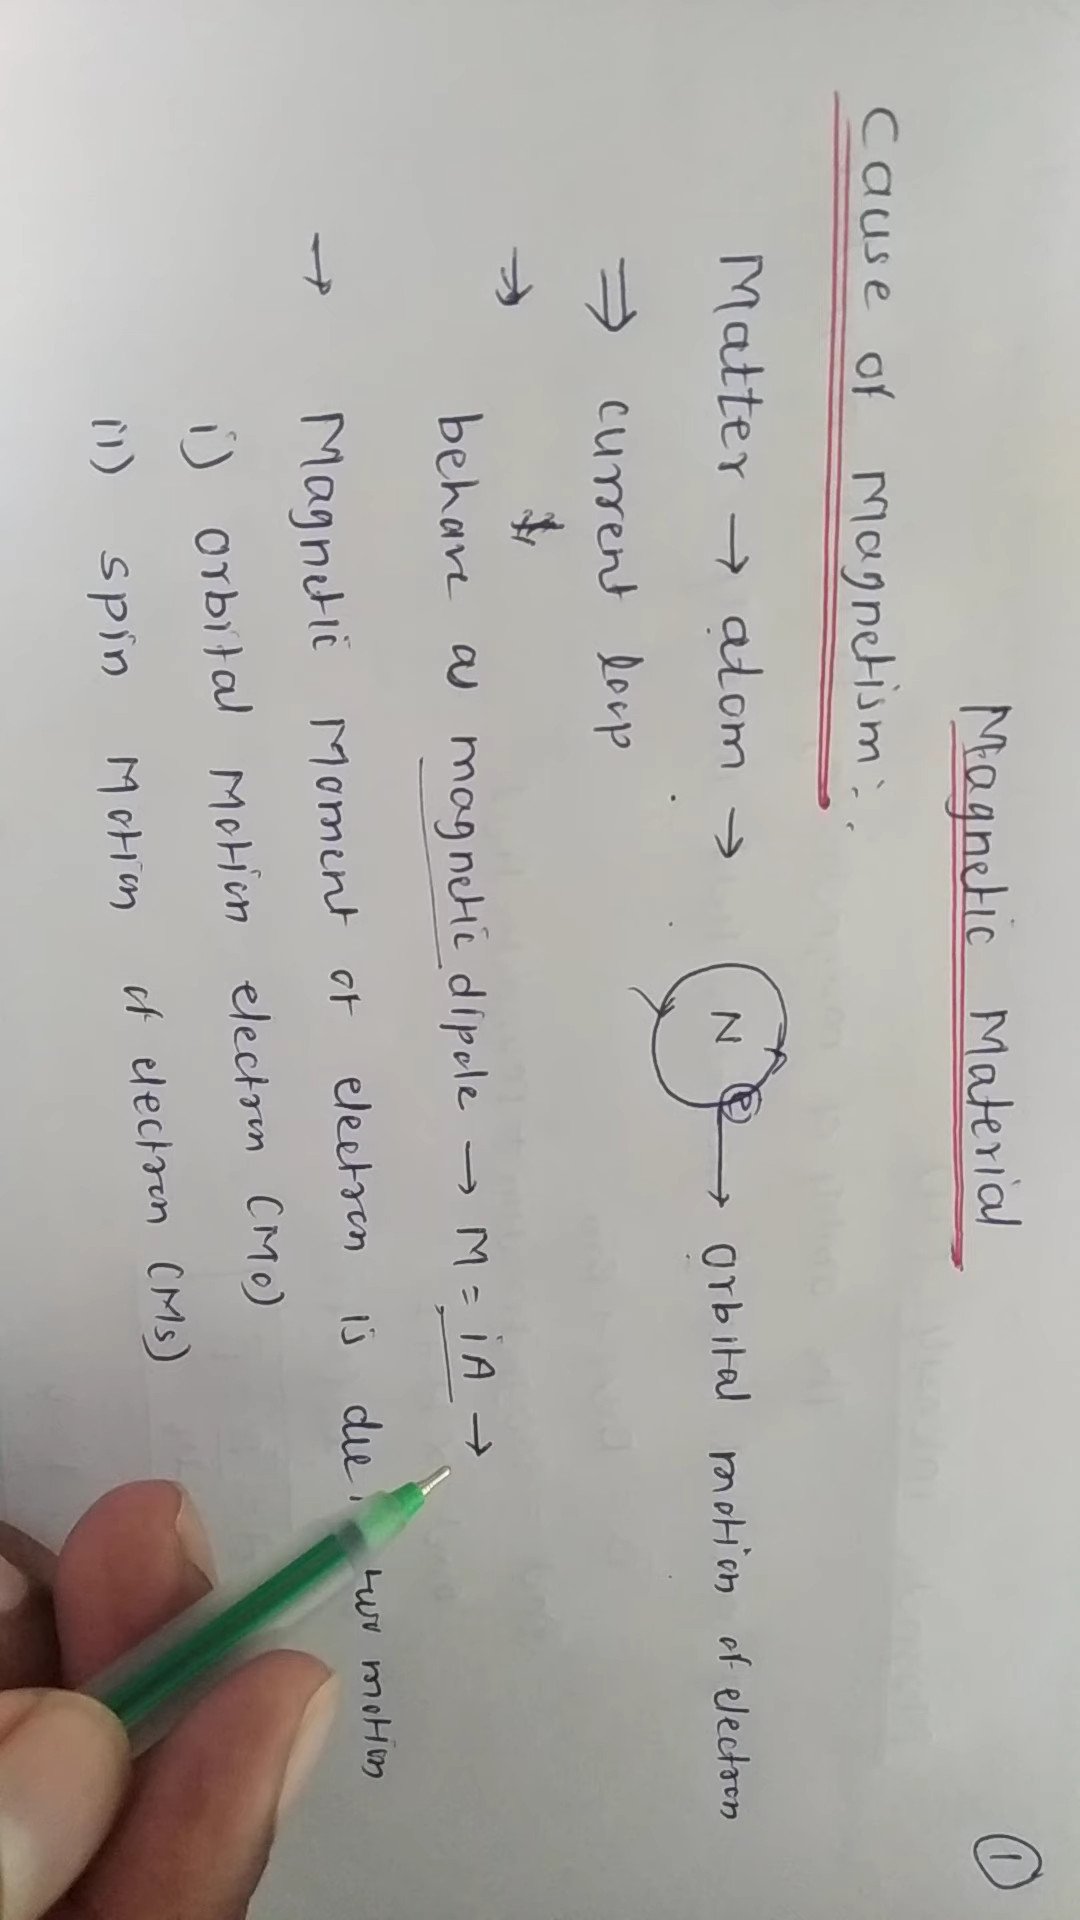 ①
Magnetic Material
Cause of Magnetism:
Matter → atom → N e → orbital motion of electron
⇒ current loop
→
behave as magnetic dipole → M = iA →
→ Magnetic Moment of electron is due two motion
i) orbital Motion electron (Mo)
ii) spin Motion of electron (Ms)